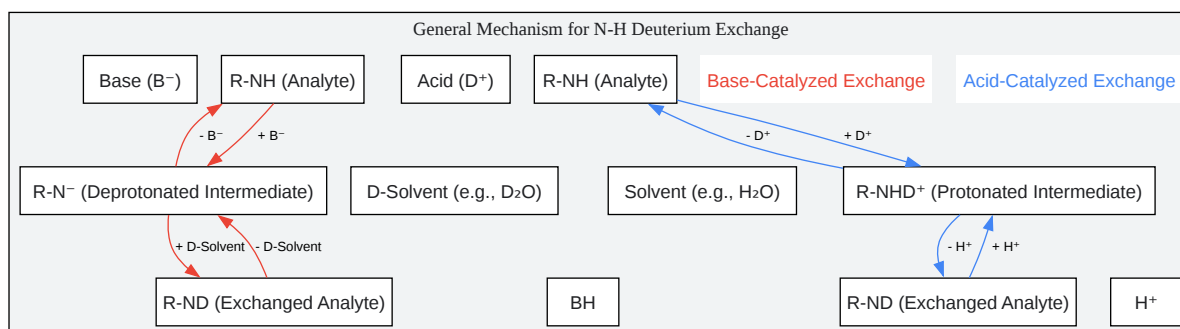 General Mechanism for N-H Deuterium Exchange
Base (B⁻)
R-NH (Analyte)
Acid (D⁺)
R-NH (Analyte)
Base-Catalyzed Exchange
Acid-Catalyzed Exchange
- B⁻
+ B⁻
- D⁺
+ D⁺
R-N⁻ (Deprotonated Intermediate)
D-Solvent (e.g., D₂O)
Solvent (e.g., H₂O)
R-NHD⁺ (Protonated Intermediate)
+ D-Solvent
- D-Solvent
- H⁺
+ H⁺
R-ND (Exchanged Analyte)
BH
R-ND (Exchanged Analyte)
H⁺